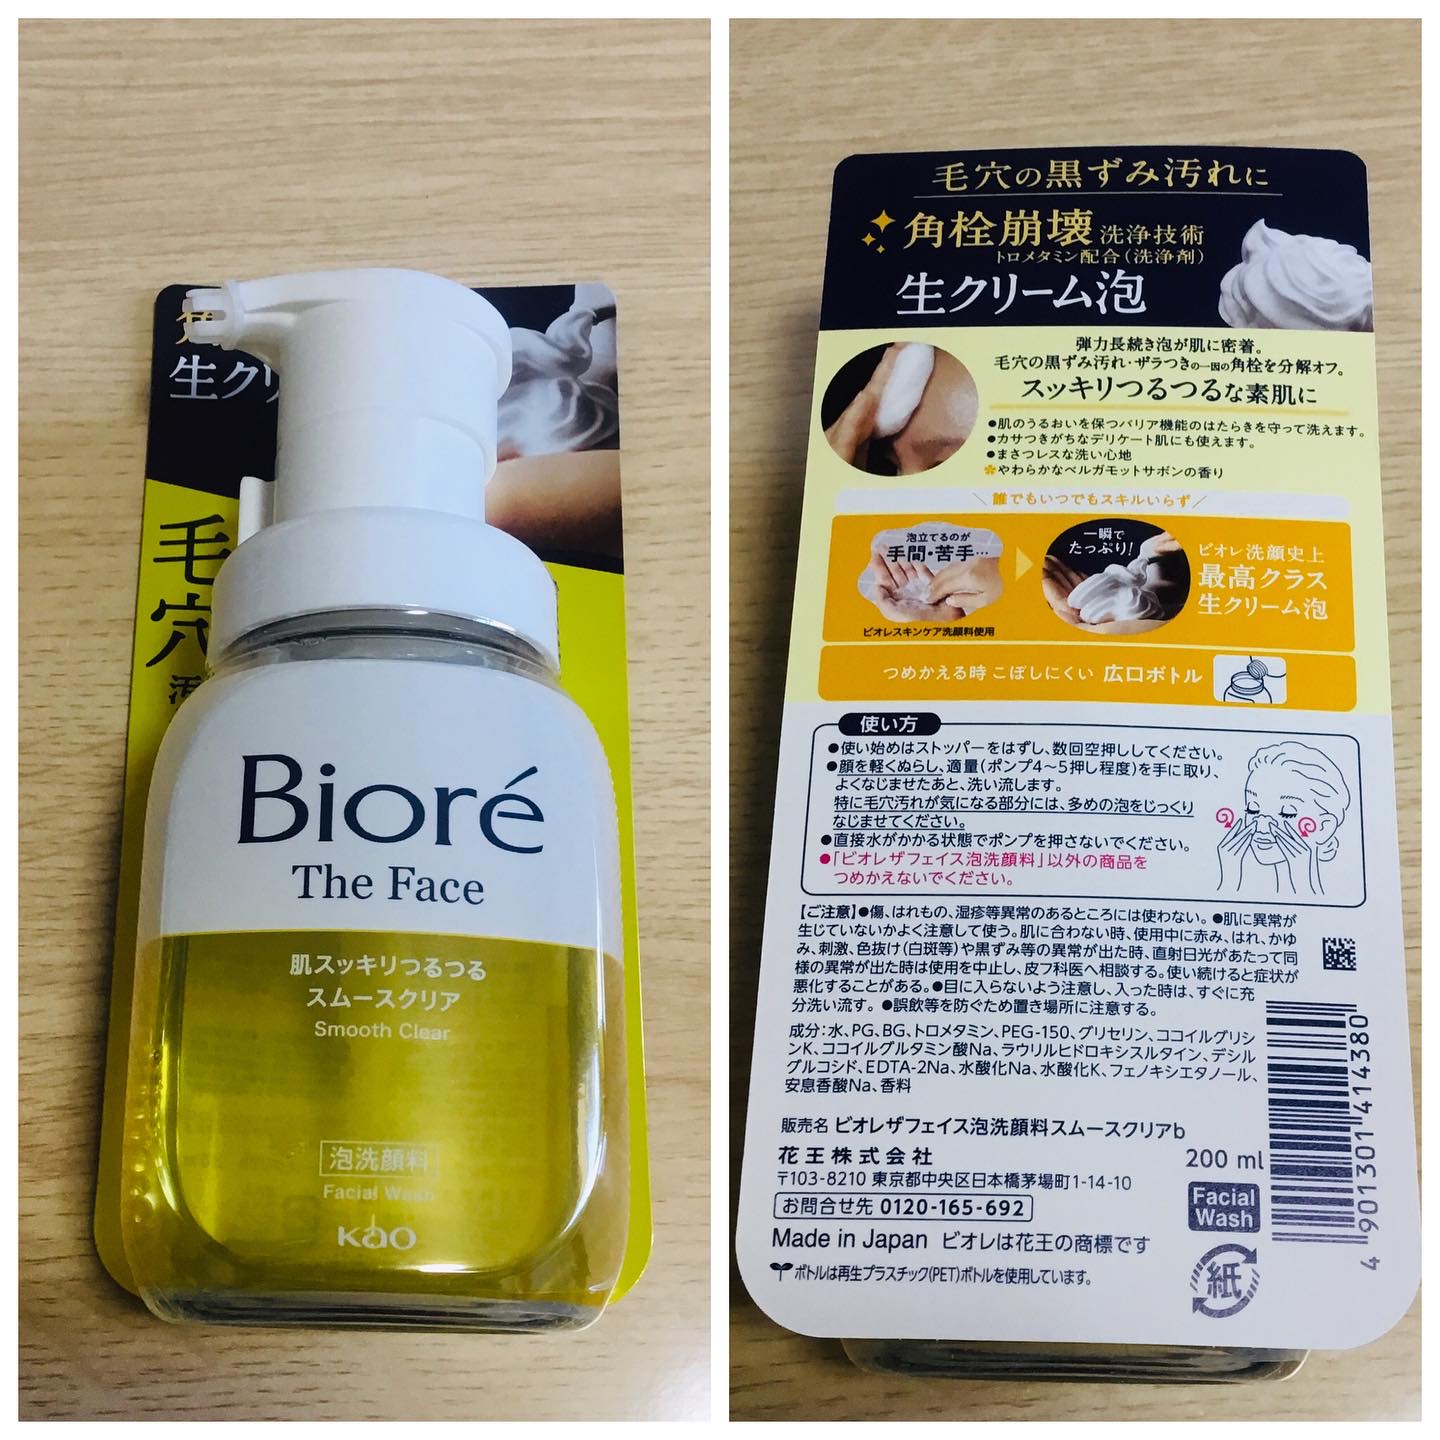 生クリ
毛
穴
Bioré
The Face
肌スッキリつるつる
スムースクリア
Smooth Clear
泡洗顔料
Facial Wash
Kao
毛穴の黒ずみ汚れに
角栓崩壊 洗浄技術
トロメタミン配合(洗浄剤)
生クリーム泡
弾力長続き泡が肌に密着。
毛穴の黒ずみ汚れ・ザラつきの一因の角栓を分解オフ。
スッキリつるつるな素肌に
●肌のうるおいを保つバリア機能のはたらきを守って洗えます。
●カサつきがちなデリケート肌にも使えます。
●まさつレスな洗い心地
やわらかなベルガモットサボンの香り
誰でもいつでもスキルいらず
泡立てるのが
手間・苦手…
ビオレスキンケア洗顔料使用
一瞬で
たっぷり!
ビオレ洗顔史上
最高クラス
生クリーム泡
つめかえる時 こぼしにくい 広口ボトル
使い方
●使い始めはストッパーをはずし、数回空押ししてください。
●顔を軽くぬらし、適量(ポンプ4〜5押し程度)を手に取り、
よくなじませたあと、洗い流します。
特に毛穴汚れが気になる部分には、多めの泡をじっくり
なじませてください。
●直接水がかかる状態でポンプを押さないでください。
●「ビオレザフェイス泡洗顔料」以外の商品を
つめかえないでください。
【ご注意】●傷、はれもの、湿疹等異常のあるところには使わない。●肌に異常が
生じていないかよく注意して使う。肌に合わない時、使用中に赤み、はれ、かゆ
み、刺激、色抜け(白斑等)や黒ずみ等の異常が出た時、直射日光があたって同
様の異常が出た時は使用を中止し、皮フ科医へ相談する。使い続けると症状が
悪化することがある。●目に入らないよう注意し、入った時は、すぐに充
分洗い流す。●誤飲等を防ぐため置き場所に注意する。
成分:水、PG、BG、トロメタミン、PEG-150、グリセリン、ココイルグリシ
ンK、ココイルグルタミン酸Na、ラウリルヒドロキシスルタイン、デシル
グルコシド、EDTA-2Na、水酸化Na、水酸化K、フェノキシエタノール、
安息香酸Na、香料
販売名 ビオレザフェイス泡洗顔料スムースクリアb
花王株式会社
200 ml
〒103-8210 東京都中央区日本橋茅場町1-14-10
お問合せ先 0120-165-692
Facial
Wash
Made in Japan ビオレは花王の商標です
ボトルは再生プラスチック(PET)ボトルを使用しています。
紙
4 901301 414380